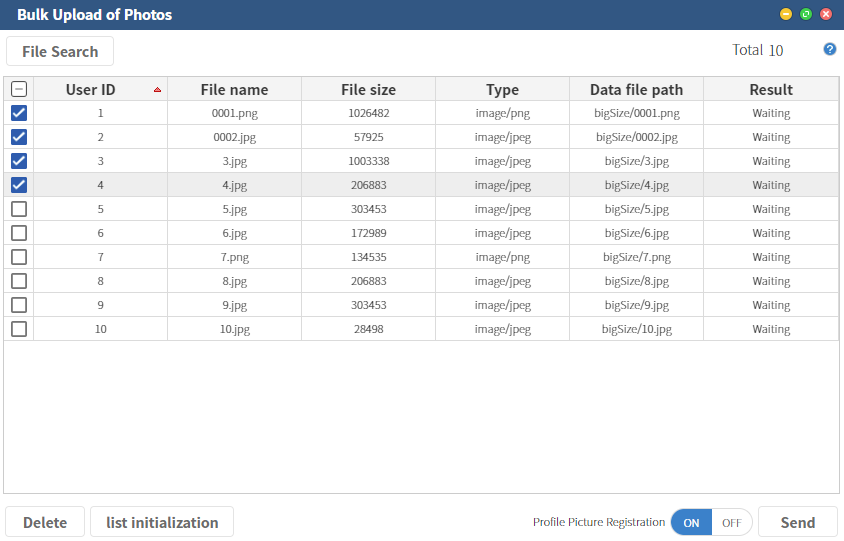 Bulk Upload of Photos
File Search
Total 10
?
User ID File name File size Type Data file path Result
1 0001.png 1026482 image/png bigSize/0001.png Waiting
2 0002.jpg 57925 image/jpeg bigSize/0002.jpg Waiting
3 3.jpg 1003338 image/jpeg bigSize/3.jpg Waiting
4 4.jpg 206883 image/jpeg bigSize/4.jpg Waiting
5 5.jpg 303453 image/jpeg bigSize/5.jpg Waiting
6 6.jpg 172989 image/jpeg bigSize/6.jpg Waiting
7 7.png 134535 image/png bigSize/7.png Waiting
8 8.jpg 206883 image/jpeg bigSize/8.jpg Waiting
9 9.jpg 303453 image/jpeg bigSize/9.jpg Waiting
10 10.jpg 28498 image/jpeg bigSize/10.jpg Waiting
Delete list initialization Profile Picture Registration ON OFF Send